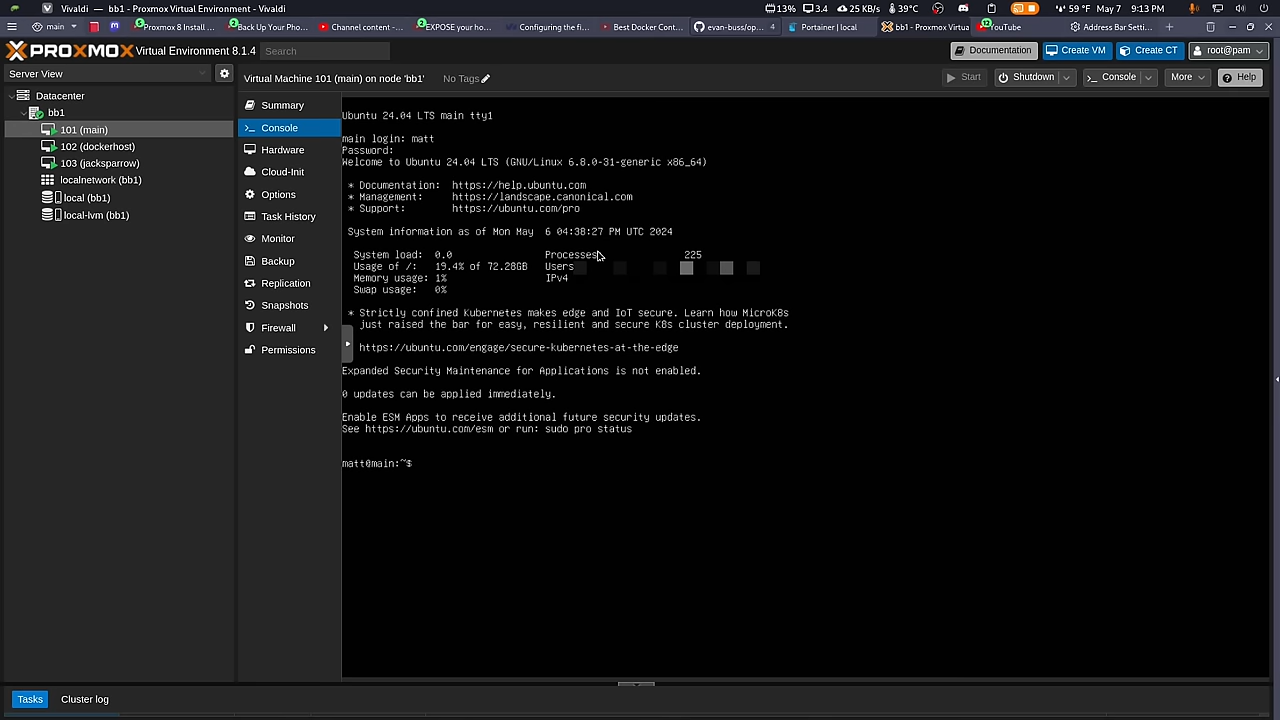 Vivaldi bb1 - Proxmox Virtual Environment - Vivaldi 13% 3.4 25 KB/s 39°C 59 °F May 7 9:13 PM
main Proxmox 8 Install ... Back Up Your Pho... Channel content -... EXPOSE your ho... Configuring the fi... Best Docker Cont... evan-buss/op... 4 Portainer | local bb1 - Proxmox Virtua YouTube Address Bar Setti...
PROXMOX Virtual Environment 8.1.4 Search Documentation Create VM Create CT root@pam
Server View
Virtual Machine 101 (main) on node 'bb1' No Tags Start Shutdown Console More Help
Datacenter
bb1
101 (main)
102 (dockerhost)
103 (jacksparrow)
localnetwork (bb1)
local (bb1)
local-lvm (bb1)
Summary
Console
Hardware
Cloud-Init
Options
Task History
Monitor
Backup
Replication
Snapshots
Firewall
Permissions
Ubuntu 24.04 LTS main tty1
main login: matt
Password:
Welcome to Ubuntu 24.04 LTS (GNU/Linux 6.8.0-31-generic x86_64)
* Documentation: https://help.ubuntu.com
* Management: https://landscape.canonical.com
* Support: https://ubuntu.com/pro
System information as of Mon May 6 04:38:27 PM UTC 2024
System load: 0.0 Processes 225
Usage of /: 19.4% of 72.28GB Users
Memory usage: 1% IPv4
Swap usage: 0%
* Strictly confined Kubernetes makes edge and IoT secure. Learn how MicroK8s
just raised the bar for easy, resilient and secure K8s cluster deployment.
https://ubuntu.com/engage/secure-kubernetes-at-the-edge
Expanded Security Maintenance for Applications is not enabled.
0 updates can be applied immediately.
Enable ESM Apps to receive additional future security updates.
See https://ubuntu.com/esm or run: sudo pro status
matt@main:~$
Tasks Cluster log